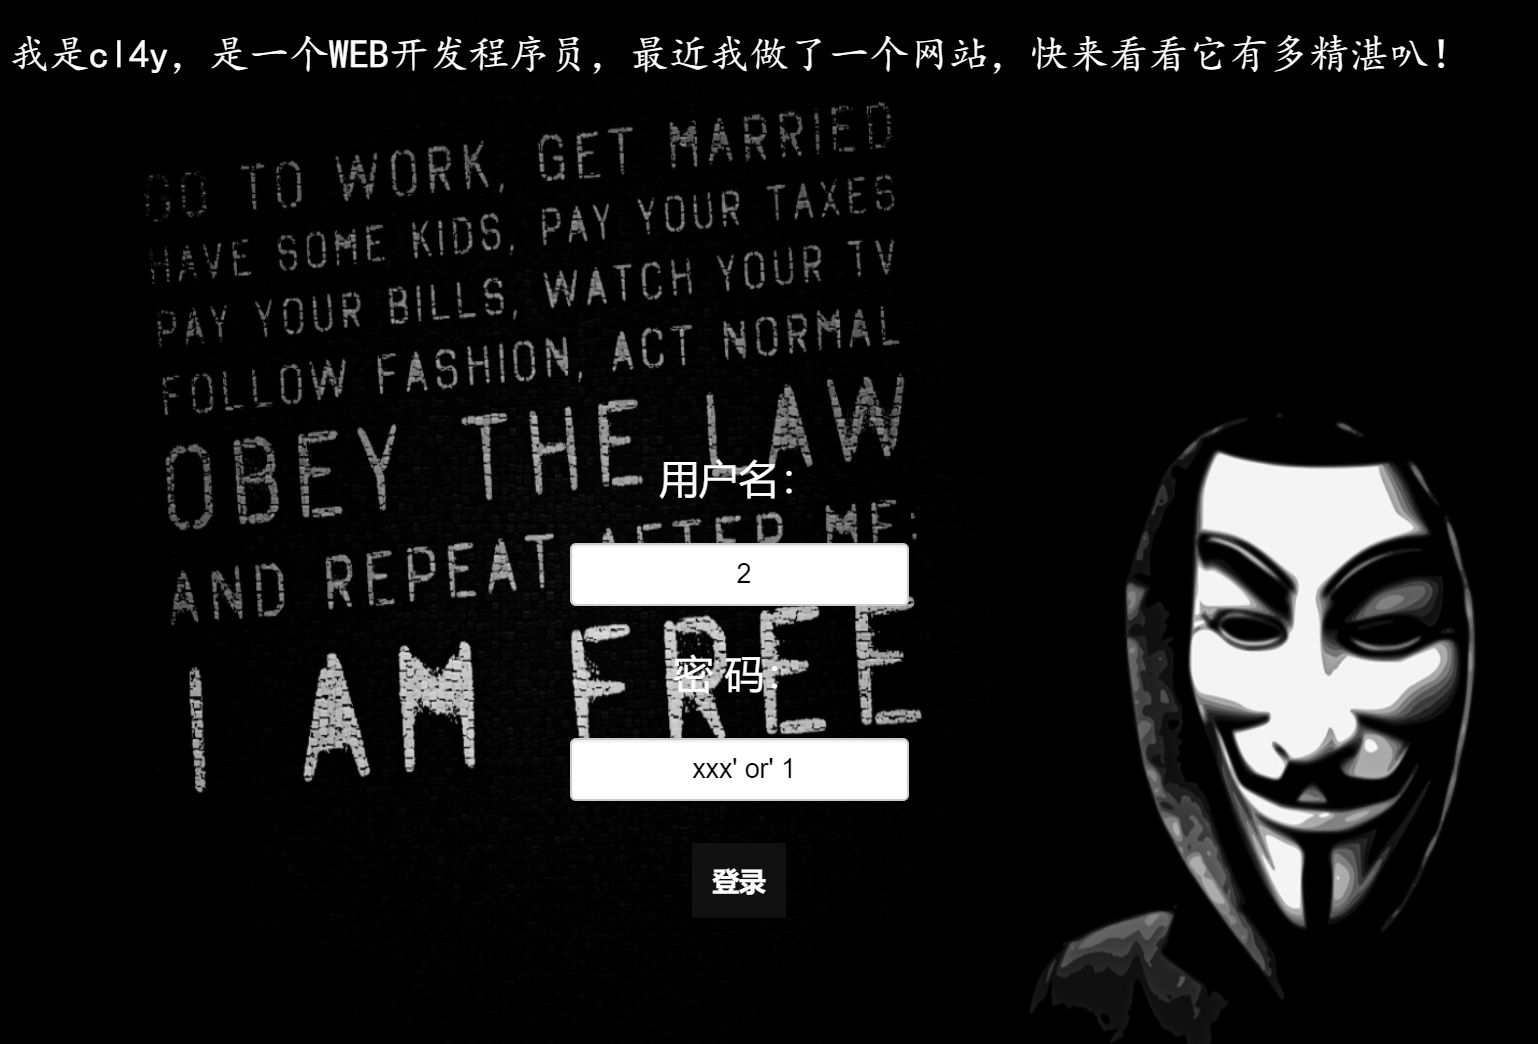 我是cl4y，是一个WEB开发程序员，最近我做了一个网站，快来看看它有多精湛叭！
GO TO WORK, GET MARRIED
HAVE SOME KIDS, PAY YOUR TAXES
PAY YOUR BILLS, WATCH YOUR TV
FOLLOW FASHION, ACT NORMAL
OBEY THE LAW
用户名：
AND REPEAT AFTER ME:
2
I AM FREE
密 码：
xxx' or' 1
登录